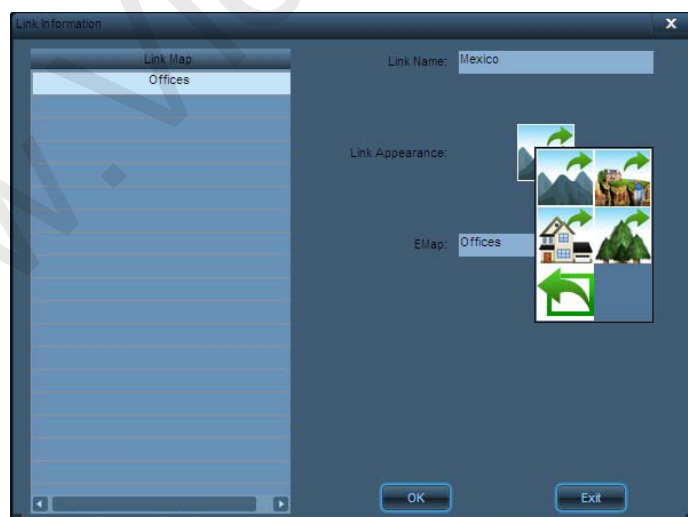 Link Information
X
Link Map
Offices
Link Name: Mexico
Link Appearance:
EMap: Offices
OK
Exit